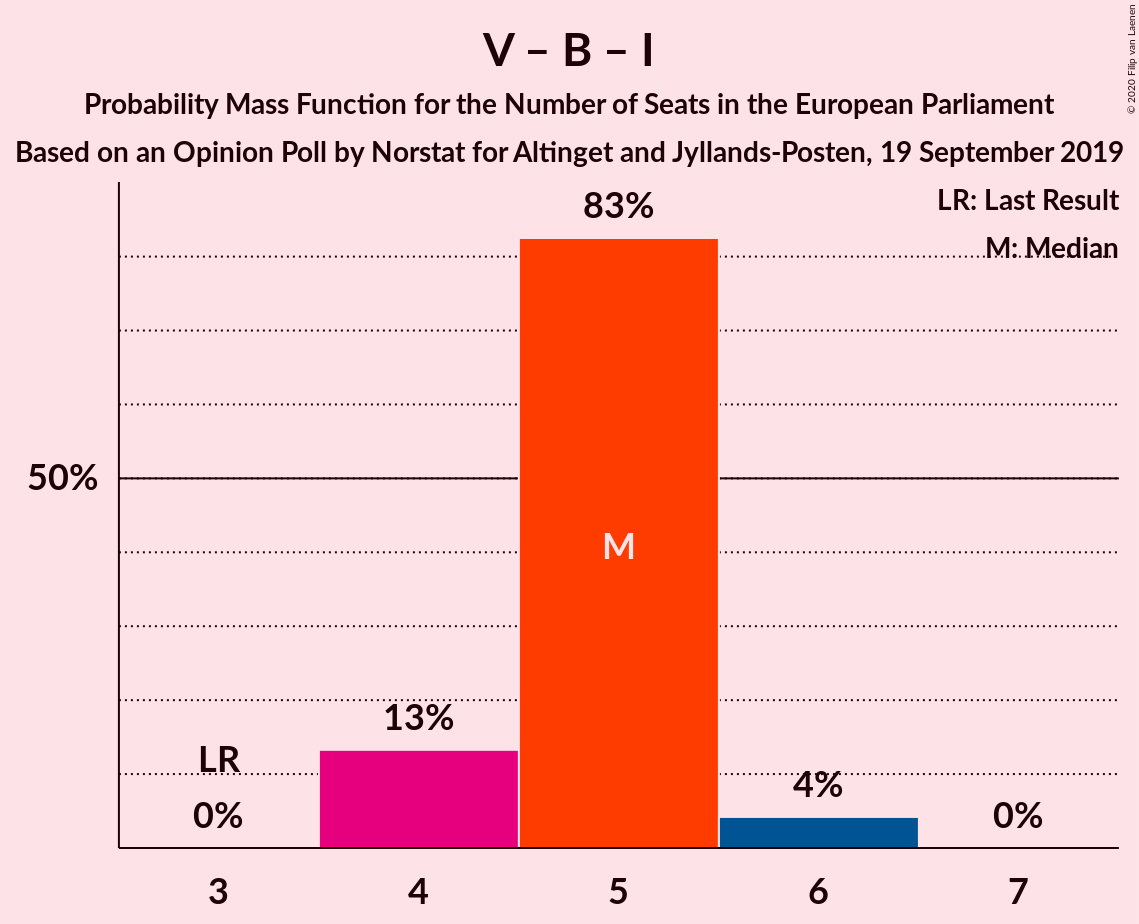 V – B – I
Probability Mass Function for the Number of Seats in the European Parliament
Based on an Opinion Poll by Norstat for Altinget and Jyllands-Posten, 19 September 2019
© 2020 Filip van Laenen
LR: Last Result
M: Median
83%
50%
M
13%
LR
4%
0%
0%
3 4 5 6 7